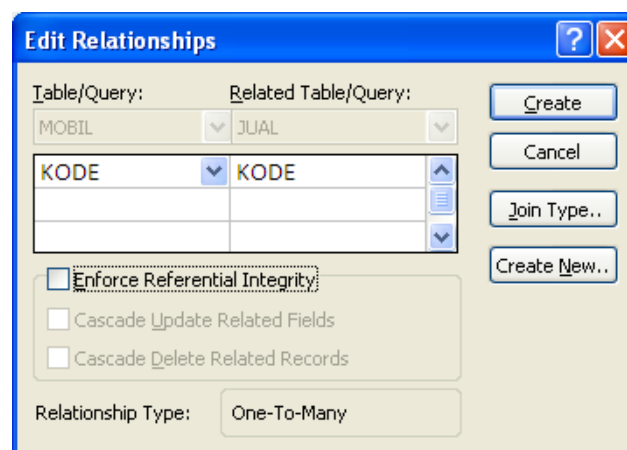 Edit Relationships
Table/Query: Related Table/Query:
MOBIL JUAL
KODE KODE
Enforce Referential Integrity
Cascade Update Related Fields
Cascade Delete Related Records
Relationship Type: One-To-Many
Create
Cancel
Join Type..
Create New..